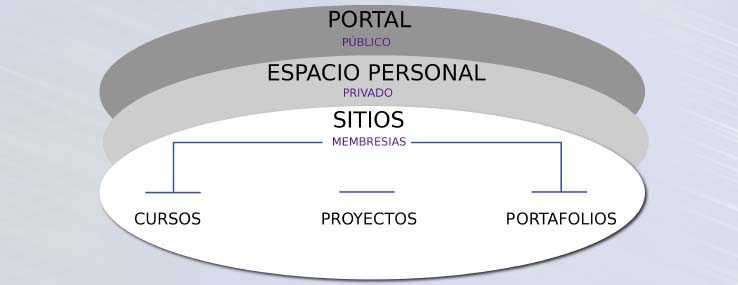 PORTAL
PÚBLICO
ESPACIO PERSONAL
PRIVADO
SITIOS
MEMBRESIAS
CURSOS PROYECTOS PORTAFOLIOS